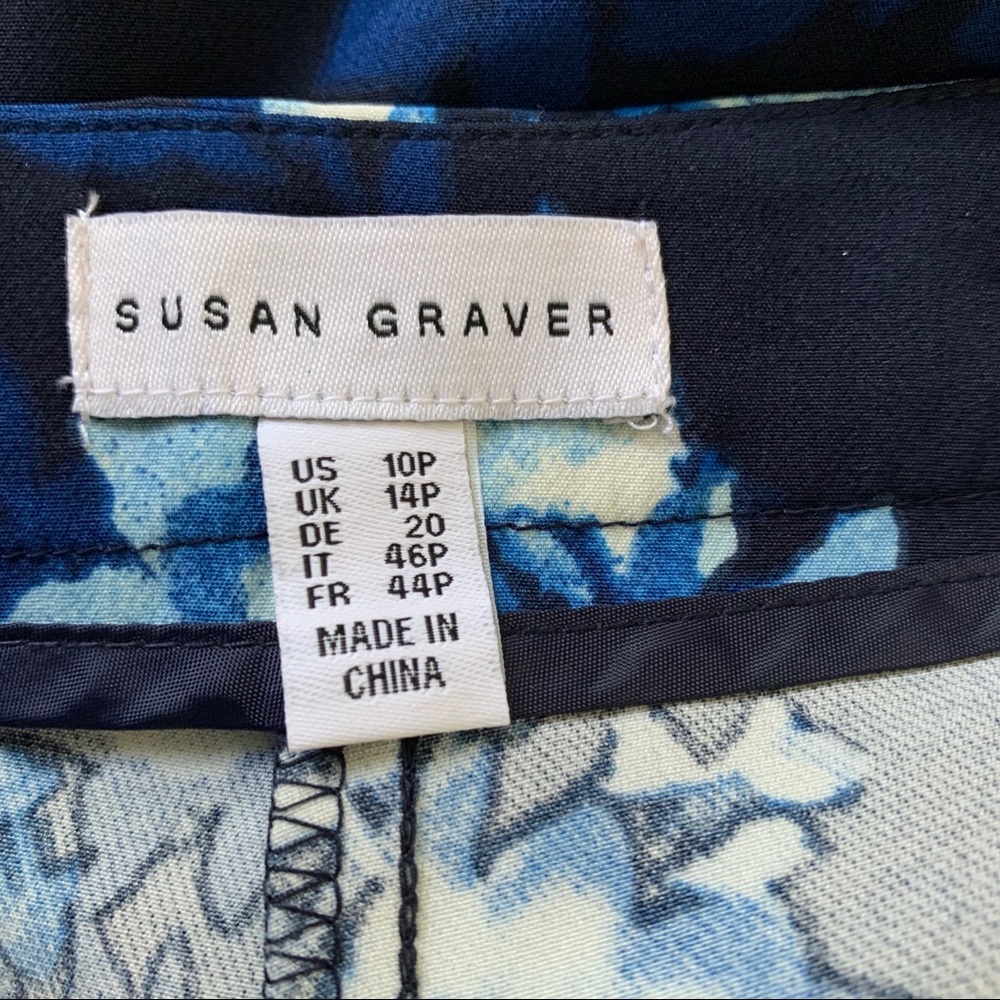 SUSAN GRAVER
US 10P
UK 14P
DE 20
IT 46P
FR 44P
MADE IN
CHINA